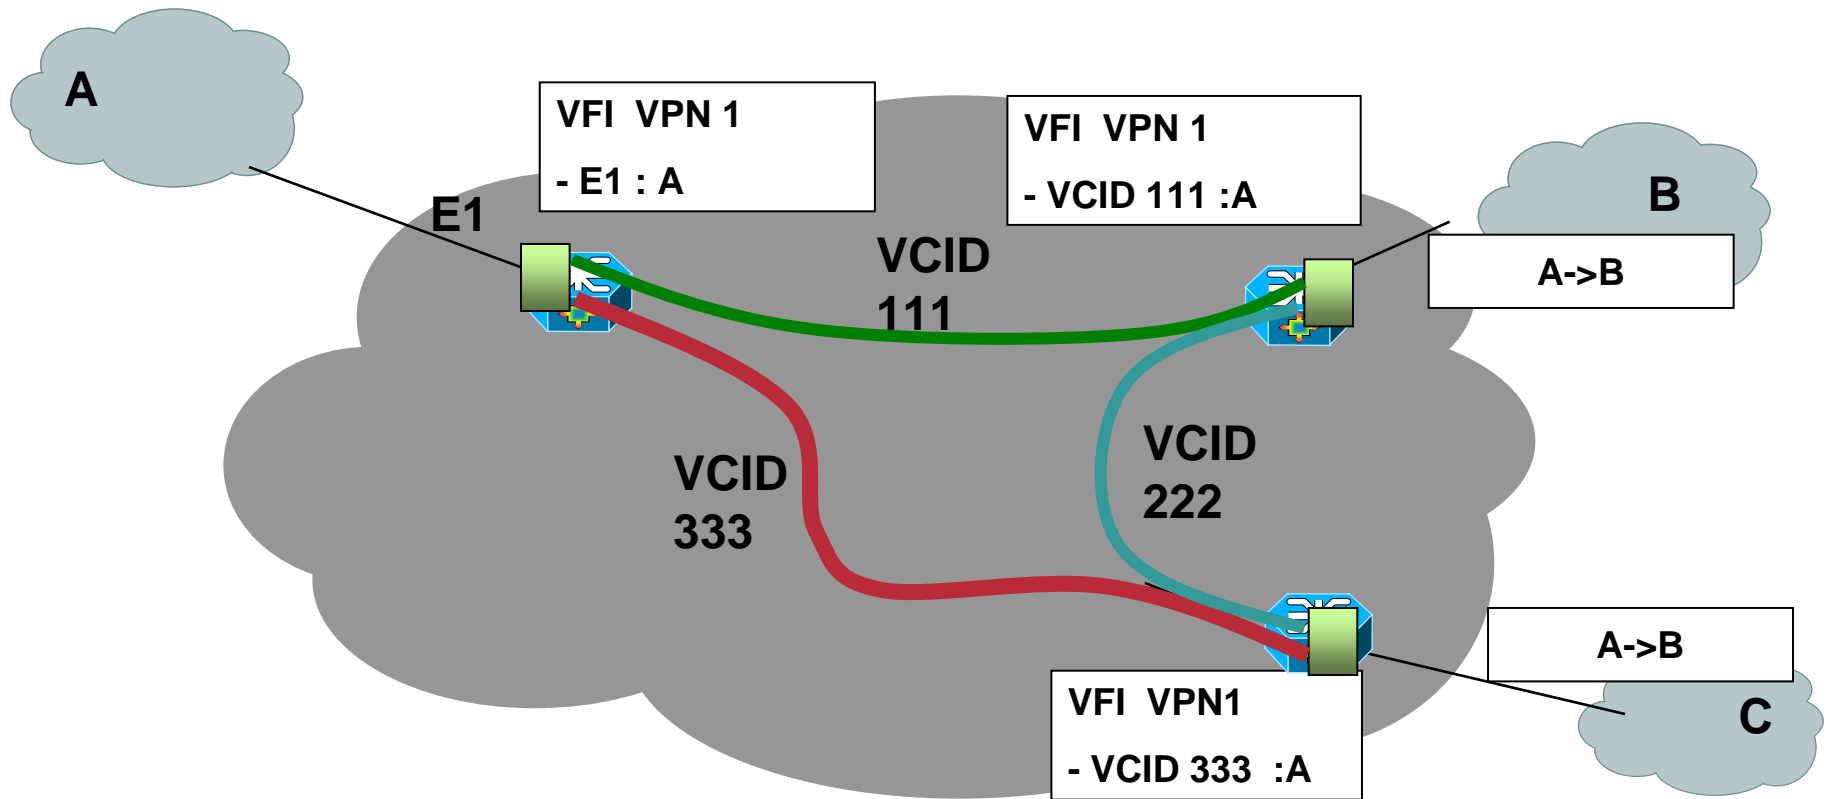 A
VFI VPN 1
- E1 : A
VFI VPN 1
- VCID 111 :A
B
E1
VCID
111
A->B
VCID
333
VCID
222
A->B
VFI VPN1
- VCID 333 :A
C